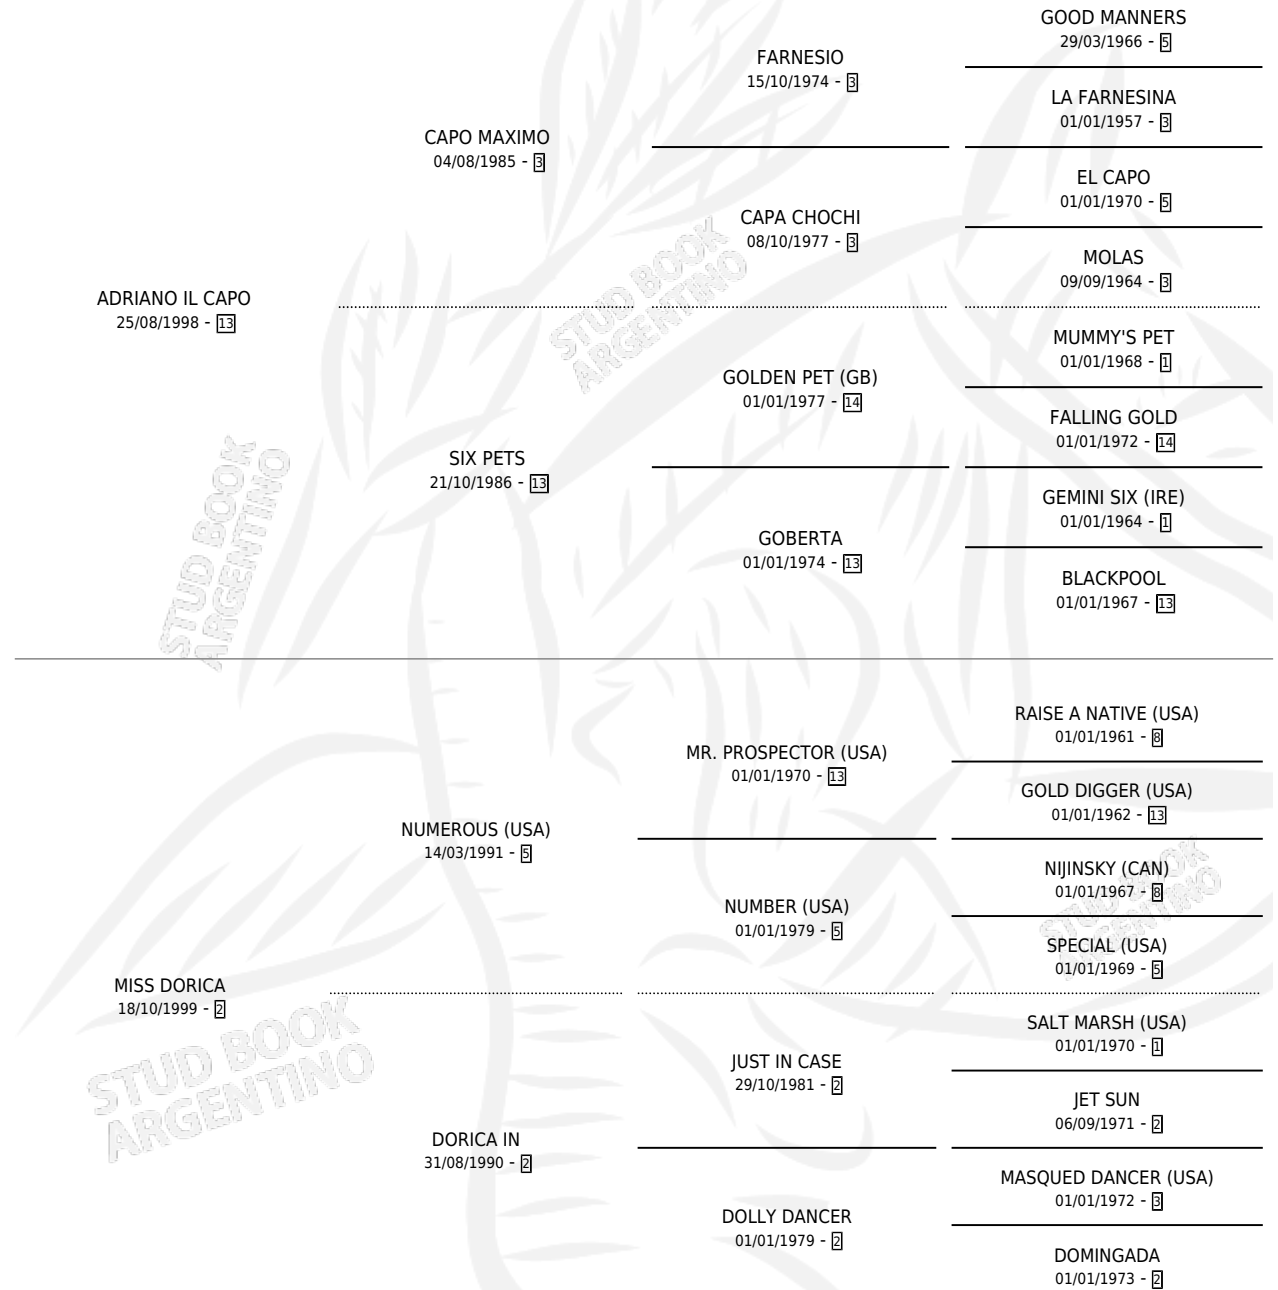 GOOD MANNERS
29/03/1966 - 5
FARNESIO
15/10/1974 - 3
LA FARNESINA
01/01/1957 - 3
CAPO MAXIMO
04/08/1985 - 3
EL CAPO
01/01/1970 - 5
CAPA CHOCHI
08/10/1977 - 3
MOLAS
09/09/1964 - 3
ADRIANO IL CAPO
25/08/1998 - 13
STUD BOOK
ARGENTINO
MUMMY'S PET
01/01/1968 - 1
GOLDEN PET (GB)
01/01/1977 - 14
FALLING GOLD
01/01/1972 - 14
SIX PETS
21/10/1986 - 13
GEMINI SIX (IRE)
01/01/1964 - 1
GOBERTA
01/01/1974 - 13
BLACKPOOL
01/01/1967 - 13
STUD BOOK
ARGENTINO
RAISE A NATIVE (USA)
01/01/1961 - 8
MR. PROSPECTOR (USA)
01/01/1970 - 13
GOLD DIGGER (USA)
01/01/1962 - 13
NUMEROUS (USA)
14/03/1991 - 5
NIJINSKY (CAN)
01/01/1967 - 8
NUMBER (USA)
01/01/1979 - 5
SPECIAL (USA)
01/01/1969 - 5
STUD BOOK
ARGENTINO
MISS DORICA
18/10/1999 - 2
SALT MARSH (USA)
01/01/1970 - 1
JUST IN CASE
29/10/1981 - 2
JET SUN
06/09/1971 - 2
STUD BOOK
ARGENTINO
DORICA IN
31/08/1990 - 2
MASQUED DANCER (USA)
01/01/1972 - 3
DOLLY DANCER
01/01/1979 - 2
DOMINGADA
01/01/1973 - 2